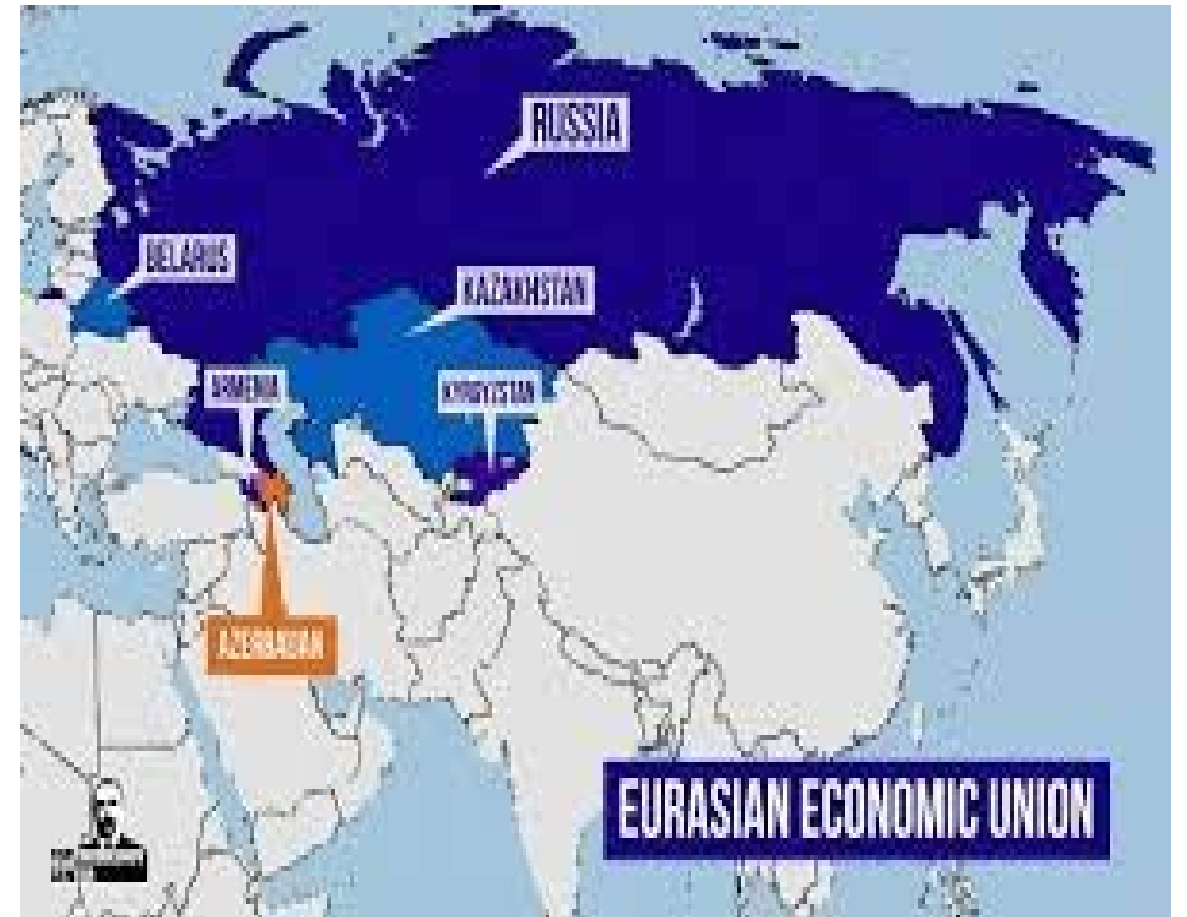 RUSSIA
BELARUS
KAZAKHSTAN
ARMENIA
KYRGYZSTAN
AZERBAIJAN
EURASIAN ECONOMIC UNION